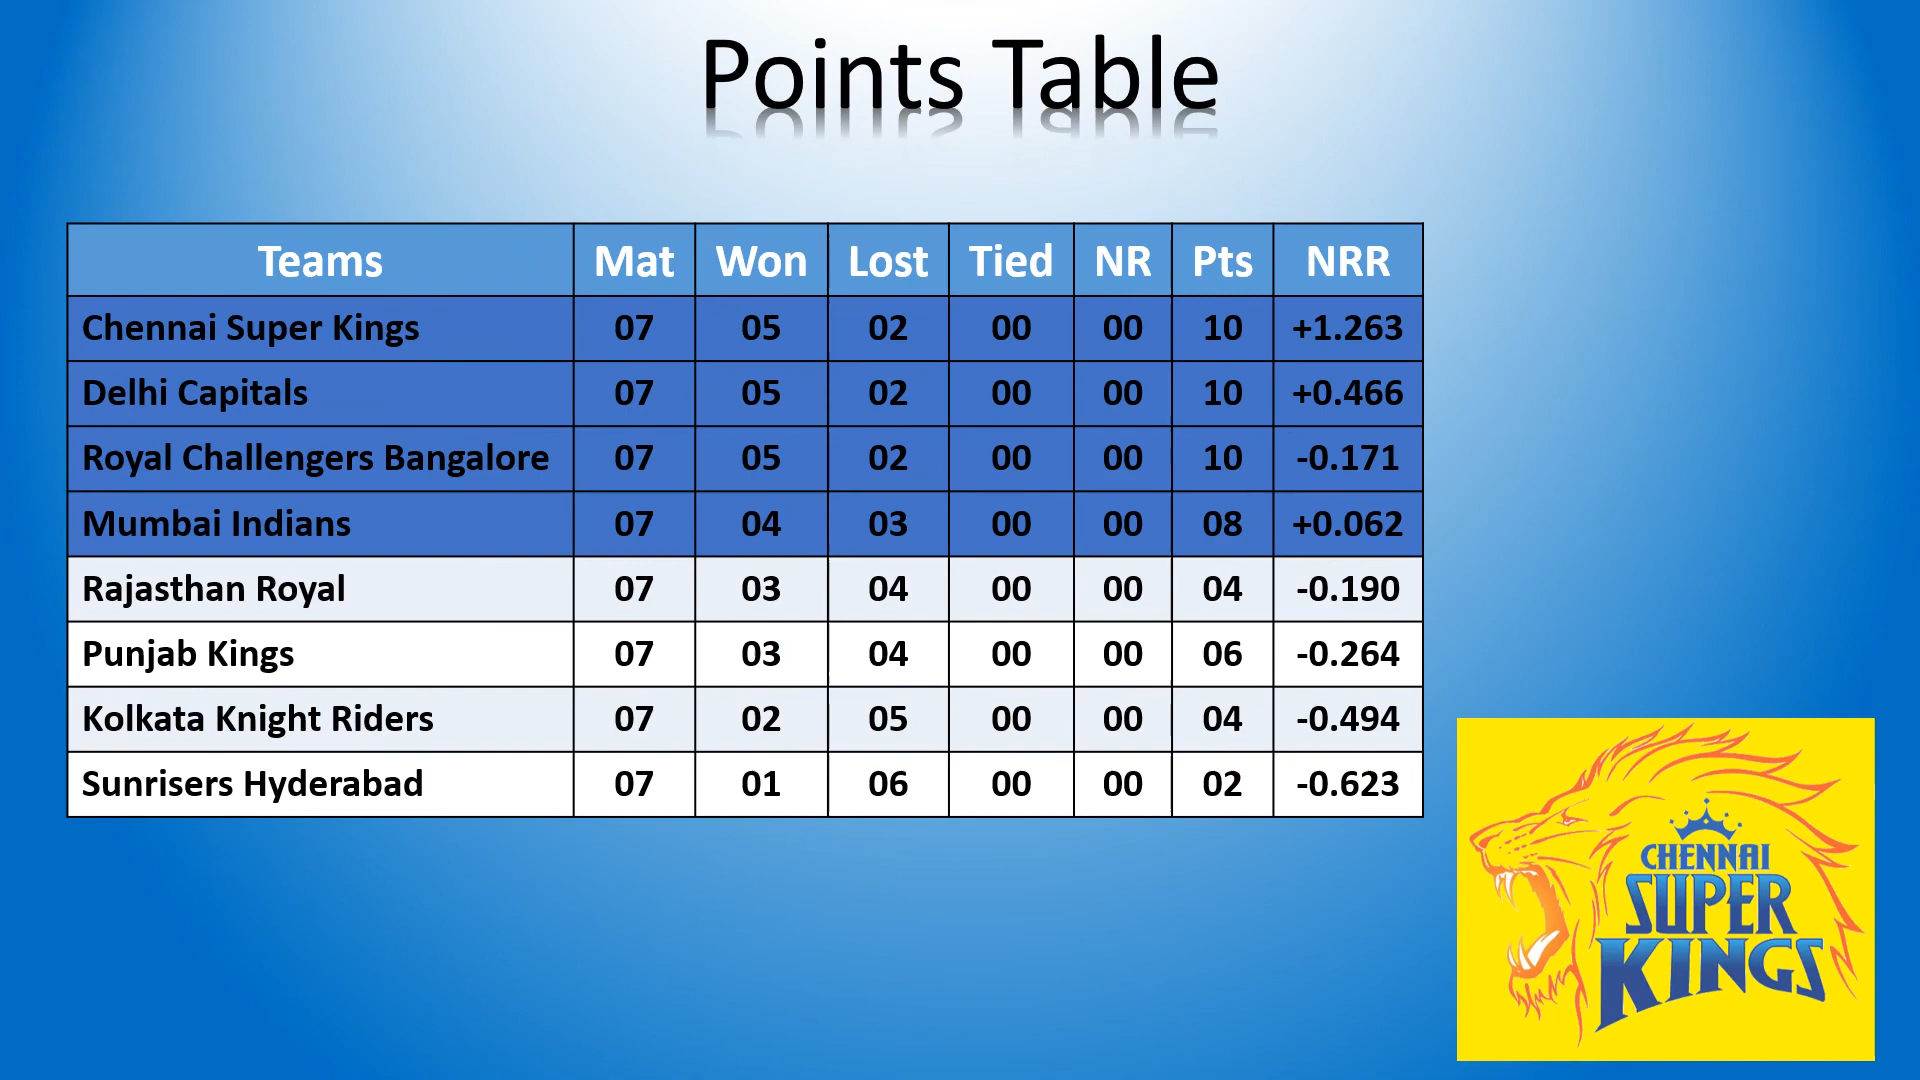 Points Table
Teams Mat Won Lost Tied NR Pts NRR
Chennai Super Kings 07 05 02 00 00 10 +1.263
Delhi Capitals 07 05 02 00 00 10 +0.466
Royal Challengers Bangalore 07 05 02 00 00 10 -0.171
Mumbai Indians 07 04 03 00 00 08 +0.062
Rajasthan Royal 07 03 04 00 00 04 -0.190
Punjab Kings 07 03 04 00 00 06 -0.264
Kolkata Knight Riders 07 02 05 00 00 04 -0.494
Sunrisers Hyderabad 07 01 06 00 00 02 -0.623
CHENNAI
SUPER
KINGS